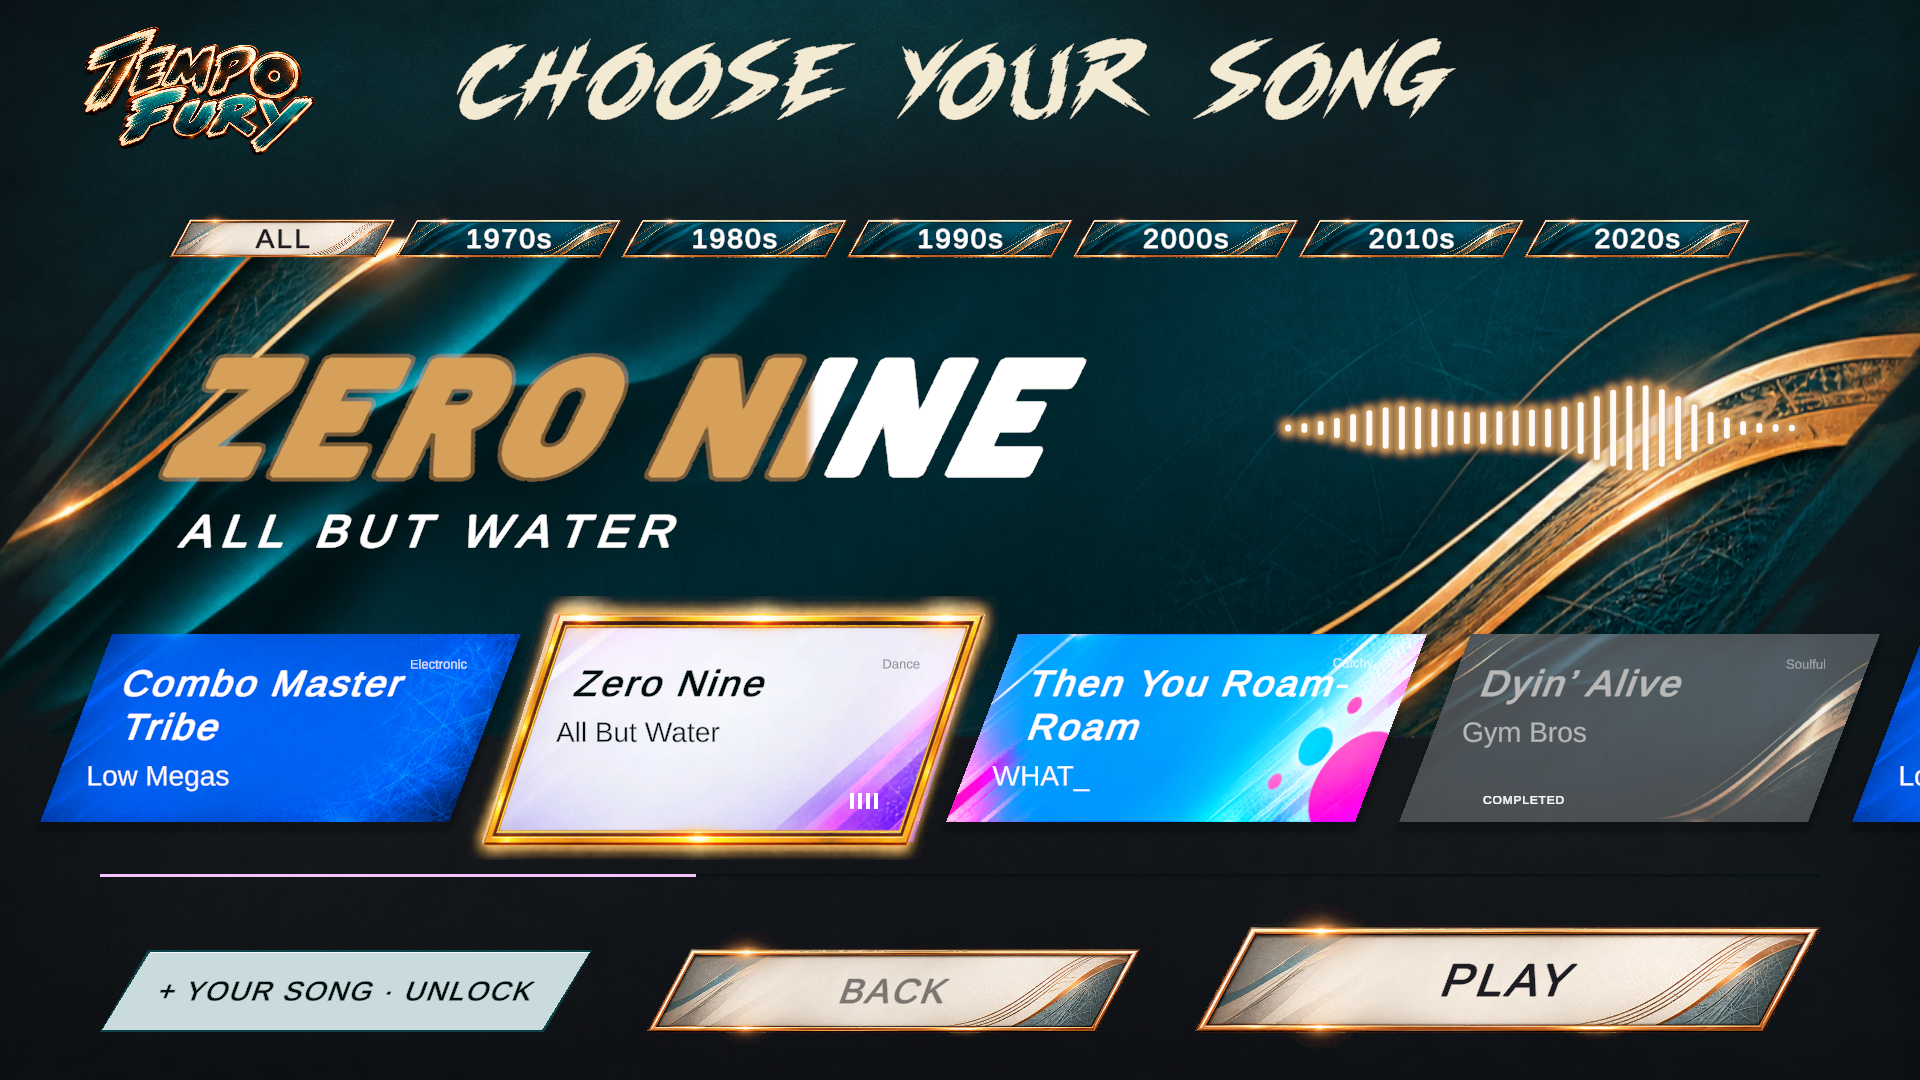 TEMPO
FURY
CHOOSE YOUR SONG
ALL
1970s
1980s
1990s
2000s
2010s
2020s
ZERO NINE
ALL BUT WATER
Electronic
Combo Master
Tribe
Low Megas
Dance
Zero Nine
All But Water
Catchy
Then You Roam-
Roam
WHAT_
Soulful
Dyin' Alive
Gym Bros
COMPLETED
+ YOUR SONG · UNLOCK
BACK
PLAY